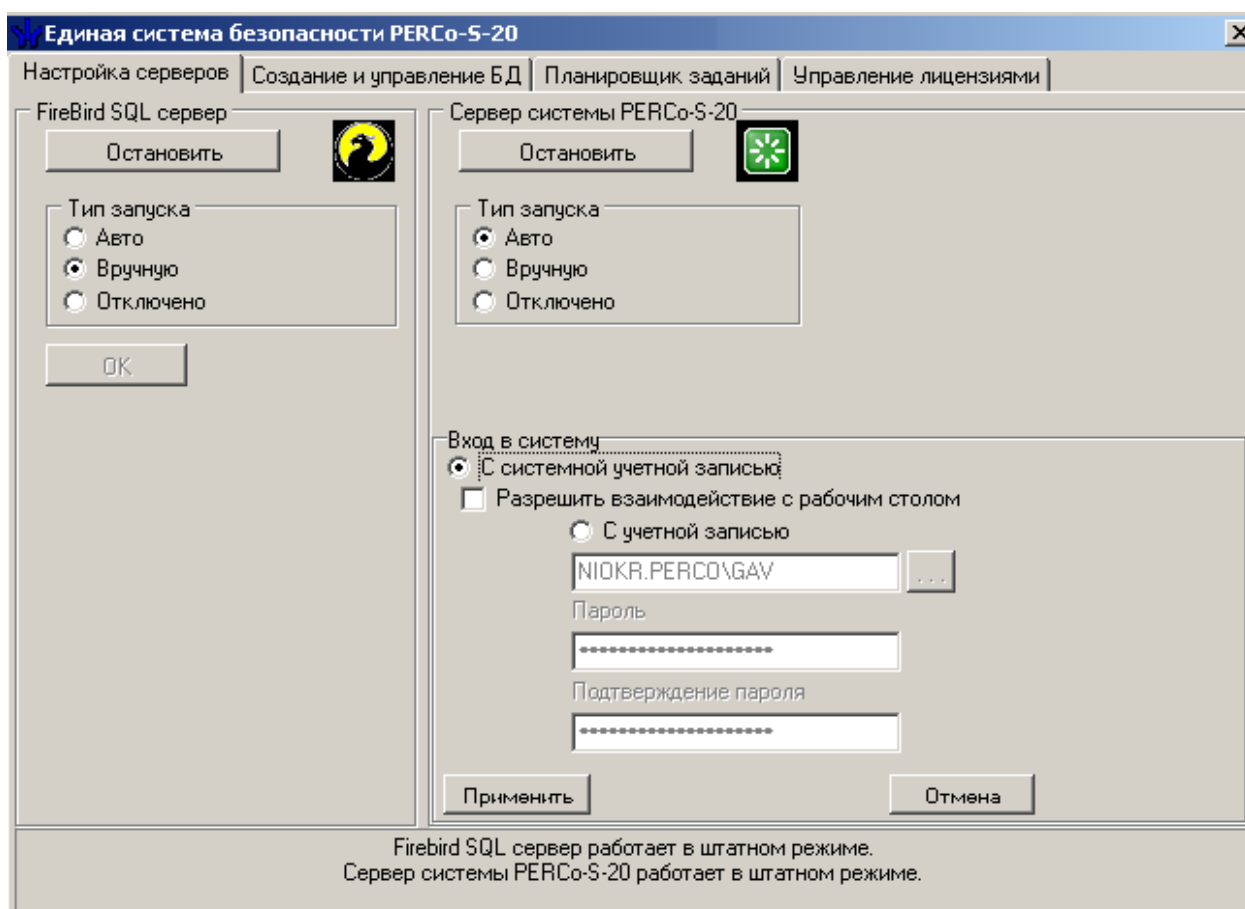 Единая система безопасности PERCo-S-20
Настройка серверов Создание и управление БД Планировщик заданий Управление лицензиями
FireBird SQL сервер
Остановить
Тип запуска
Авто
Вручную
Отключено
OK
Сервер системы PERCo-S-20
Остановить
Тип запуска
Авто
Вручную
Отключено
Вход в систему
С системной учетной записью
Разрешить взаимодействие с рабочим столом
С учетной записью
NIOKR.PERCO\GAV
...
Пароль
********************
Подтверждение пароля
********************
Применить Отмена
Firebird SQL сервер работает в штатном режиме.
Сервер системы PERCo-S-20 работает в штатном режиме.